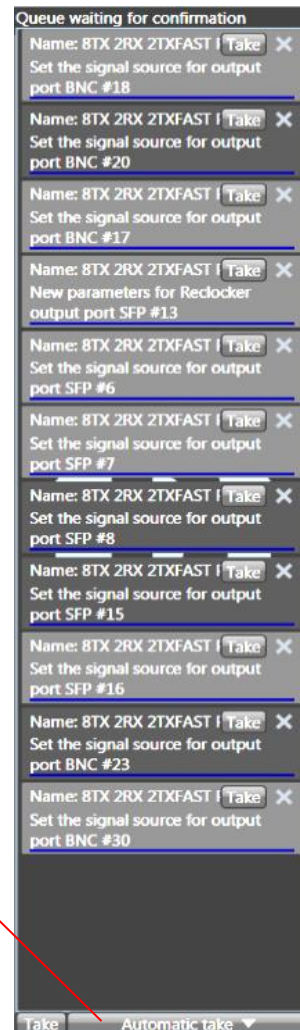 Queue waiting for confirmation
Name: 8TX 2RX 2TXFAST Take
Set the signal source for output
port BNC #18
Name: 8TX 2RX 2TXFAST Take
Set the signal source for output
port BNC #20
Name: 8TX 2RX 2TXFAST Take
Set the signal source for output
port BNC #17
Name: 8TX 2RX 2TXFAST Take
New parameters for Reclocker
output port SFP #13
Name: 8TX 2RX 2TXFAST Take
Set the signal source for output
port SFP #6
Name: 8TX 2RX 2TXFAST Take
Set the signal source for output
port SFP #7
Name: 8TX 2RX 2TXFAST Take
Set the signal source for output
port SFP #8
Name: 8TX 2RX 2TXFAST Take
Set the signal source for output
port SFP #15
Name: 8TX 2RX 2TXFAST Take
Set the signal source for output
port SFP #16
Name: 8TX 2RX 2TXFAST Take
Set the signal source for output
port BNC #23
Name: 8TX 2RX 2TXFAST Take
Set the signal source for output
port BNC #30
Take Automatic take